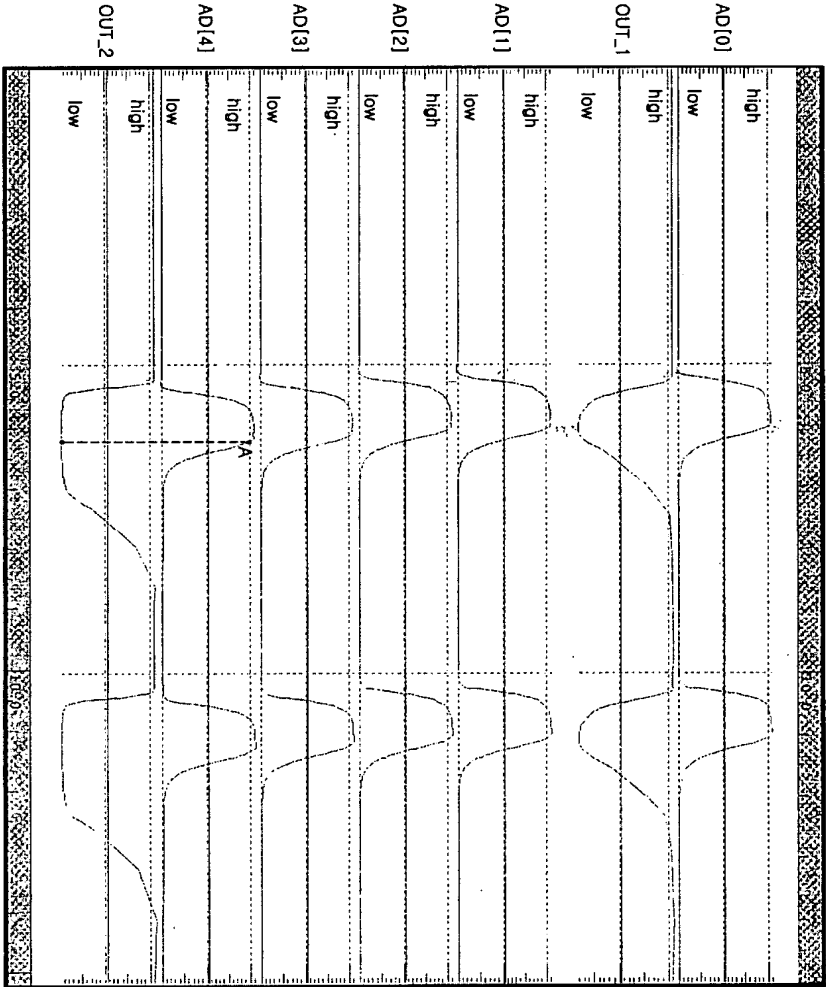 AD[0]
high
low
OUT_1
high
low
AD[1]
high
low
AD[2]
high
low
AD[3]
high
low
AD[4]
high
low
OUT_2
high
low
A